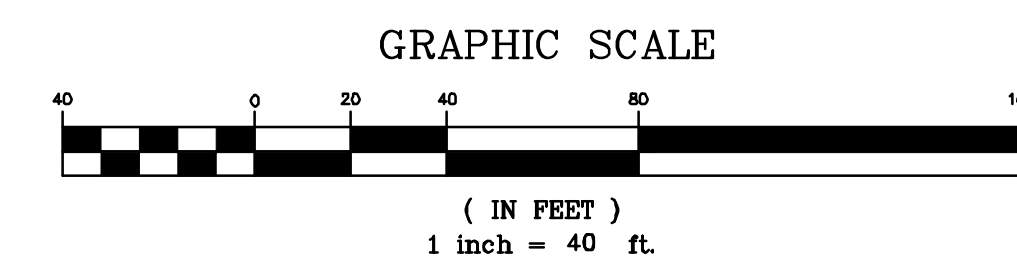 GRAPHIC SCALE
40 0 20 40 80
( IN FEET )
1 inch = 40 ft.